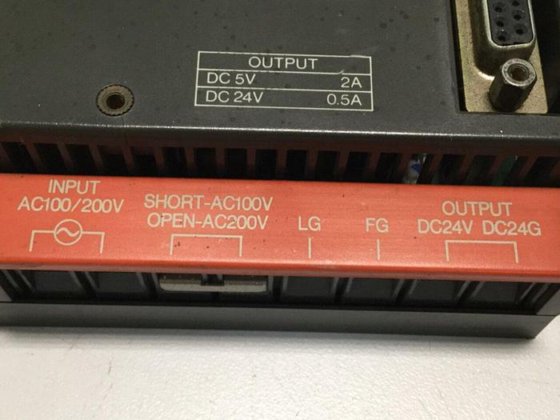 OUTPUT
DC 5V 2A
DC 24V 0.5A
INPUT
AC100/200V
SHORT-AC100V
OPEN-AC200V
LG
FG
OUTPUT
DC24V DC24G